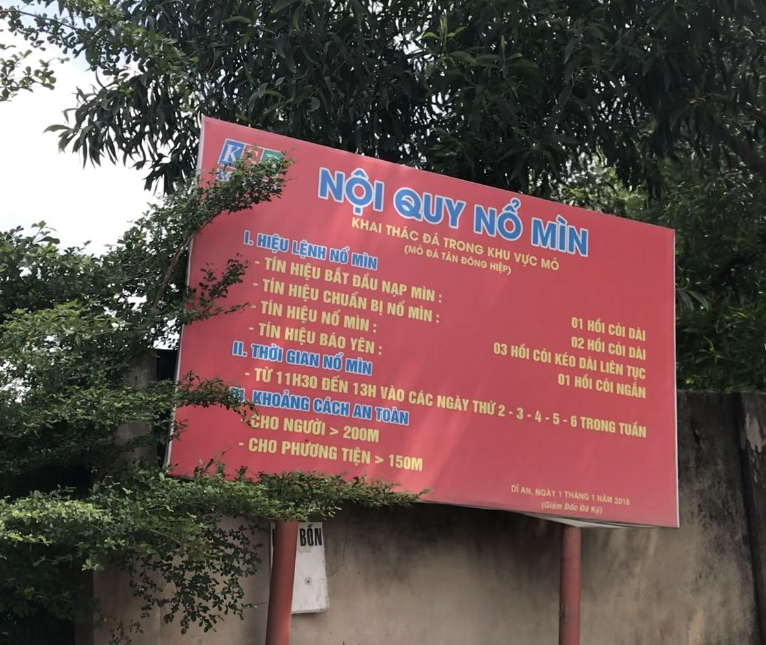 NỘI QUY NỔ MÌN
KHAI THÁC ĐÁ TRONG KHU VỰC MỎ
(MỎ ĐÁ TÂN ĐÔNG HIỆP)
I. HIỆU LỆNH NỔ MÌN
- TÍN HIỆU BẮT ĐẦU NẠP MÌN : 01 HỒI CÒI DÀI
- TÍN HIỆU CHUẨN BỊ NỔ MÌN : 02 HỒI CÒI DÀI
- TÍN HIỆU NỔ MÌN : 03 HỒI CÒI KÉO DÀI LIÊN TỤC
- TÍN HIỆU BÁO YÊN : 01 HỒI CÒI NGẮN
II. THỜI GIAN NỔ MÌN
- TỪ 11H30 ĐẾN 13H VÀO CÁC NGÀY THỨ 2 - 3 - 4 - 5 - 6 TRONG TUẦN
III. KHOẢNG CÁCH AN TOÀN
- CHO NGƯỜI > 200M
- CHO PHƯƠNG TIỆN > 150M
DĨ AN, NGÀY 1 THÁNG 1 NĂM 2016
(Giám Đốc Đã Ký)
BỒN